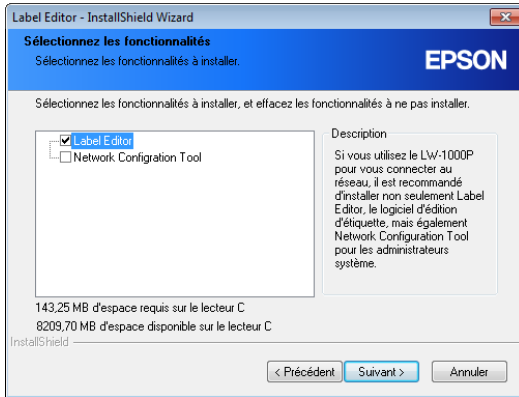 Label Editor - InstallShield Wizard
Sélectionnez les fonctionnalités
Sélectionnez les fonctionnalités à installer.
EPSON
Sélectionnez les fonctionnalités à installer, et effacez les fonctionnalités à ne pas installer.
Label Editor
Network Configration Tool
Description
Si vous utilisez le LW-1000P
pour vous connecter au
réseau, il est recommandé
d'installer non seulement Label
Editor, le logiciel d'édition
d'étiquette, mais également
Network Configuration Tool
pour les administrateurs
système.
143,25 MB d'espace requis sur le lecteur C
8209,70 MB d'espace disponible sur le lecteur C
InstallShield
< Précédent
Suivant >
Annuler